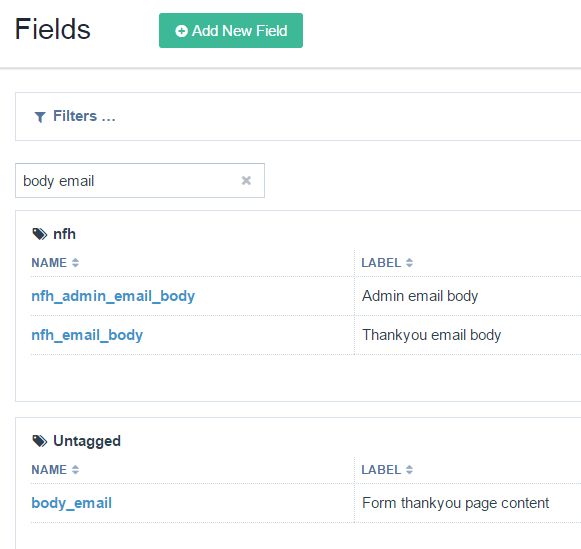 Fields
Add New Field
Filters ...
body email
nfh
NAME LABEL
nfh_admin_email_body Admin email body
nfh_email_body Thankyou email body
Untagged
NAME LABEL
body_email Form thankyou page content